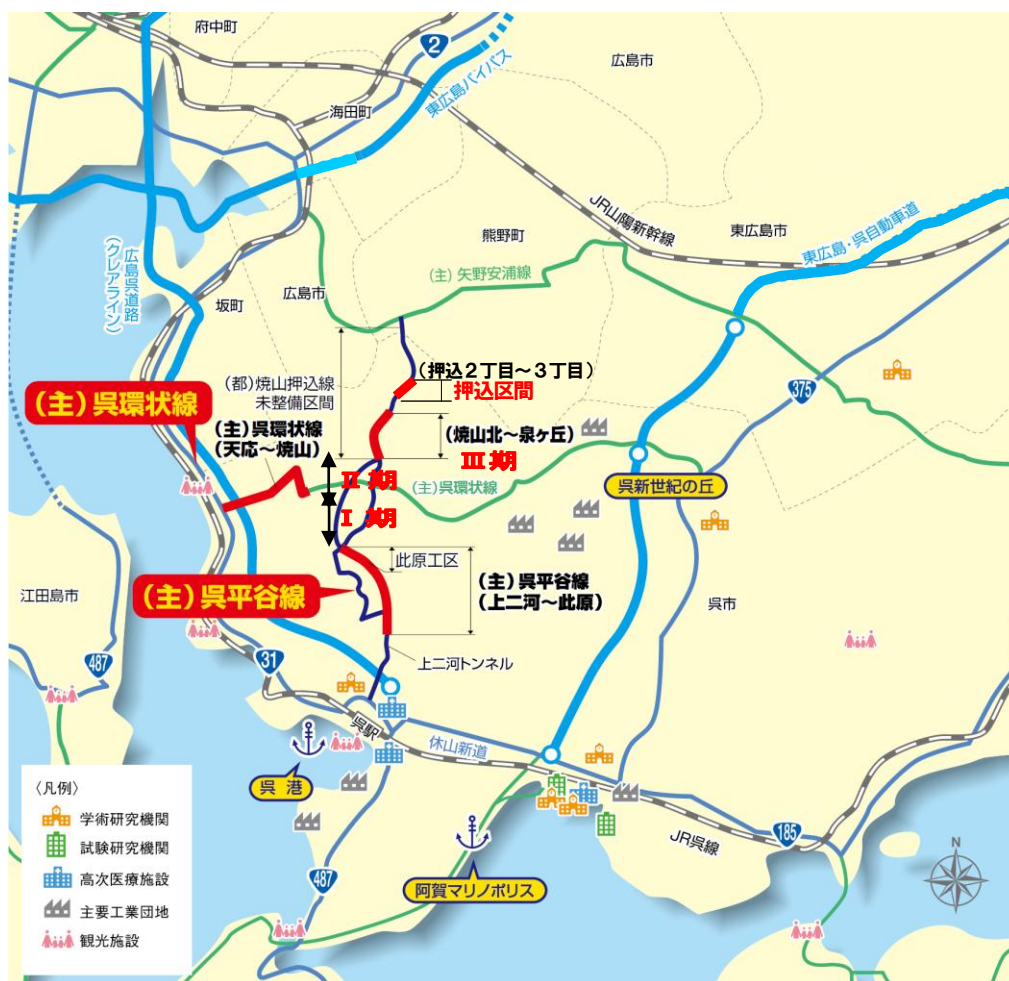 府中町
2
広島市
東広島バイパス
海田町
JR山陽新幹線
熊野町
東広島市
東広島・呉自動車道
広島呉道路
(クレアライン)
広島市
(主)矢野安浦線
坂町
(押込2丁目~3丁目)
押込区間
(都)焼山押込線
未整備区間
375
(主)呉環状線
(主)呉環状線
(天応~焼山)
(焼山北~泉ヶ丘)
Ⅲ期
Ⅱ期
(主)呉環状線
呉新世紀の丘
Ⅰ期
此原工区
(主)呉平谷線
(上二河~此原)
(主)呉平谷線
江田島市
呉市
487
31
上二河トンネル
呉駅
休山新道
呉港
〈凡例〉
学術研究機関
試験研究機関
高次医療施設
主要工業団地
観光施設
JR呉線
185
487
阿賀マリノポリス
N